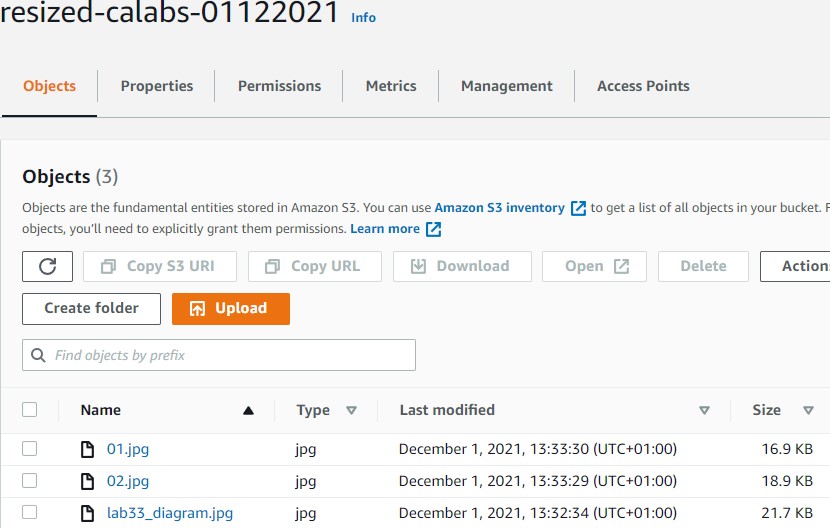 resized-calabs-01122021 Info
Objects Properties Permissions Metrics Management Access Points
Objects (3)
Objects are the fundamental entities stored in Amazon S3. You can use Amazon S3 inventory to get a list of all objects in your bucket. F
objects, you'll need to explicitly grant them permissions. Learn more
Copy S3 URI Copy URL Download Open Delete Actions
Create folder Upload
Find objects by prefix
Name Type Last modified Size
01.jpg jpg December 1, 2021, 13:33:30 (UTC+01:00) 16.9 KB
02.jpg jpg December 1, 2021, 13:33:29 (UTC+01:00) 18.9 KB
lab33_diagram.jpg jpg December 1, 2021, 13:32:34 (UTC+01:00) 21.7 KB